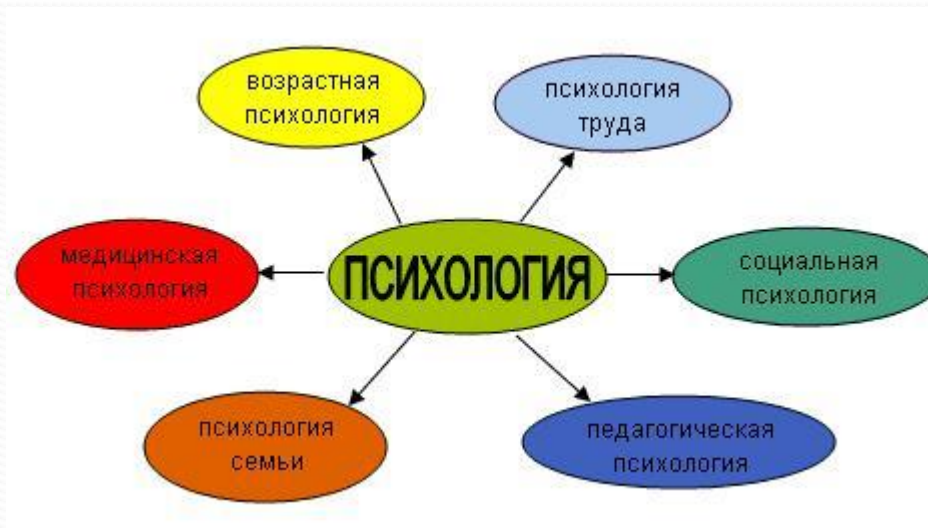 возрастная
психология
психология
труда
медицинская
психология
ПСИХОЛОГИЯ
социальная
психология
психология
семьи
педагогическая
психология